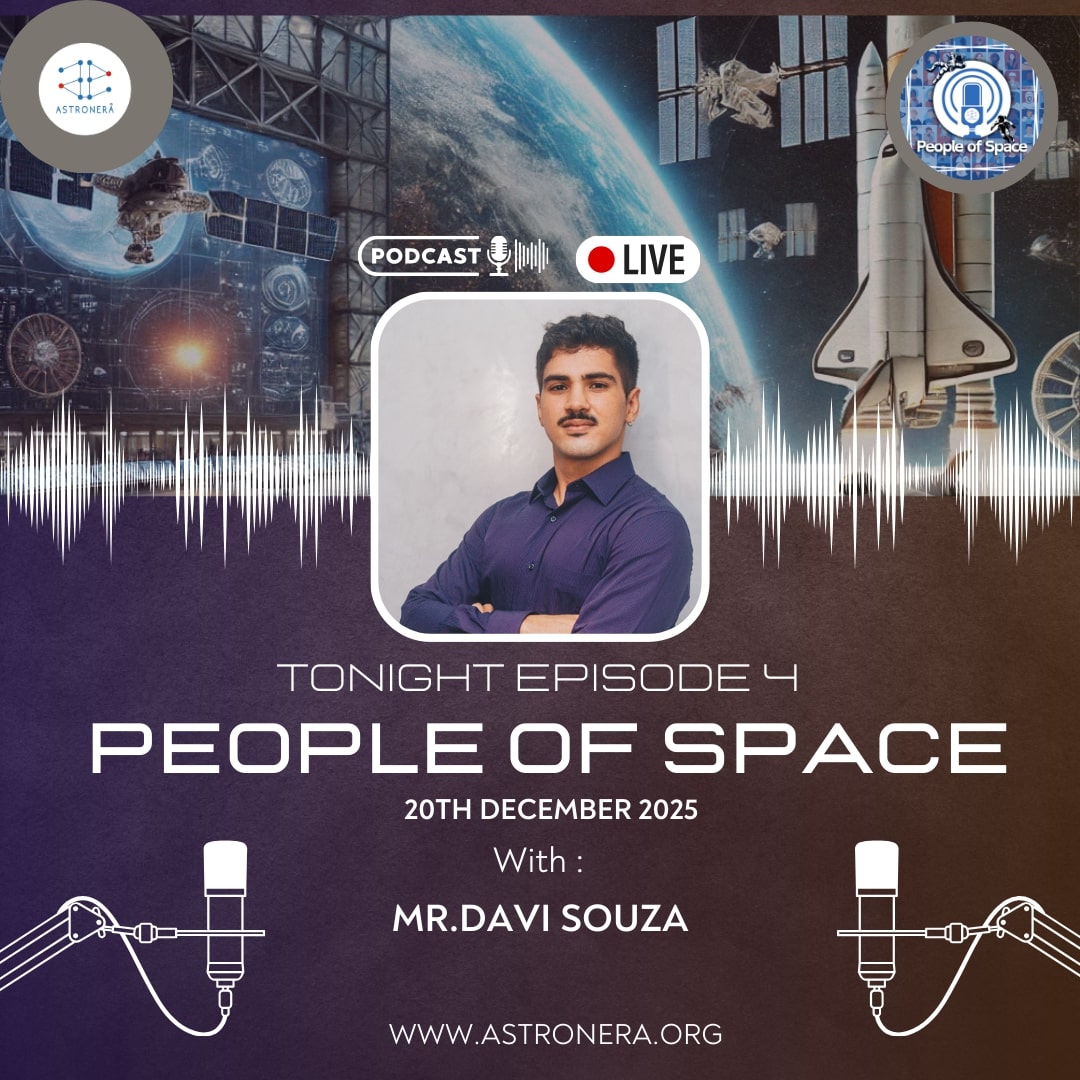 ASTRONERA
People of Space
PODCAST
LIVE
TONIGHT EPISODE 4
PEOPLE OF SPACE
20TH DECEMBER 2025
With :
MR.DAVI SOUZA
WWW.ASTRONERA.ORG